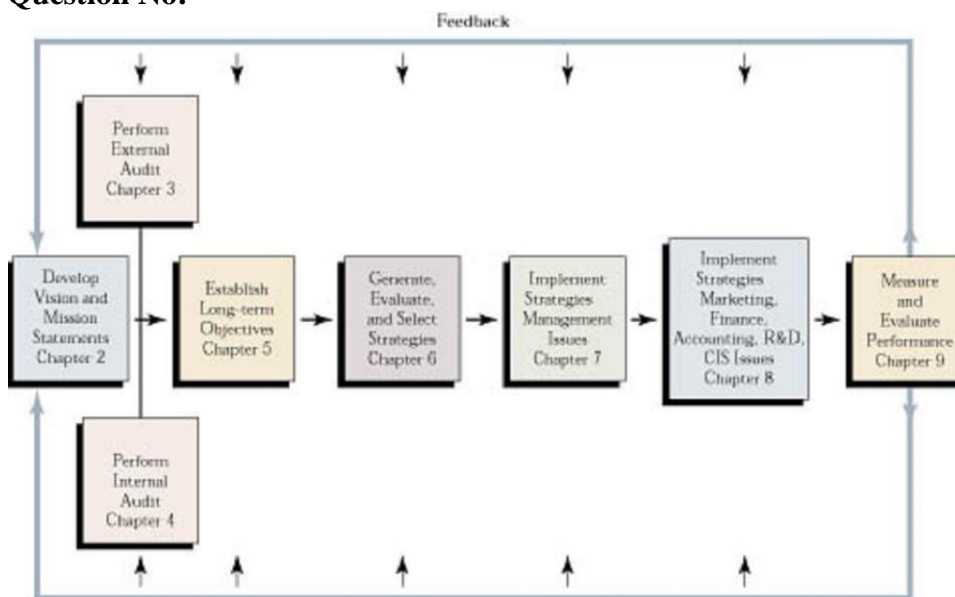 Question No:
Feedback
Perform
External
Audit
Chapter 3
Develop
Vision and
Mission
Statements
Chapter 2
Establish
Long-term
Objectives
Chapter 5
Generate,
Evaluate,
and Select
Strategies
Chapter 6
Implement
Strategies
Management
Issues
Chapter 7
Implement
Strategies
Marketing,
Finance,
Accounting, R&D,
CIS Issues
Chapter 8
Measure
and
Evaluate
Performance
Chapter 9
Perform
Internal
Audit
Chapter 4